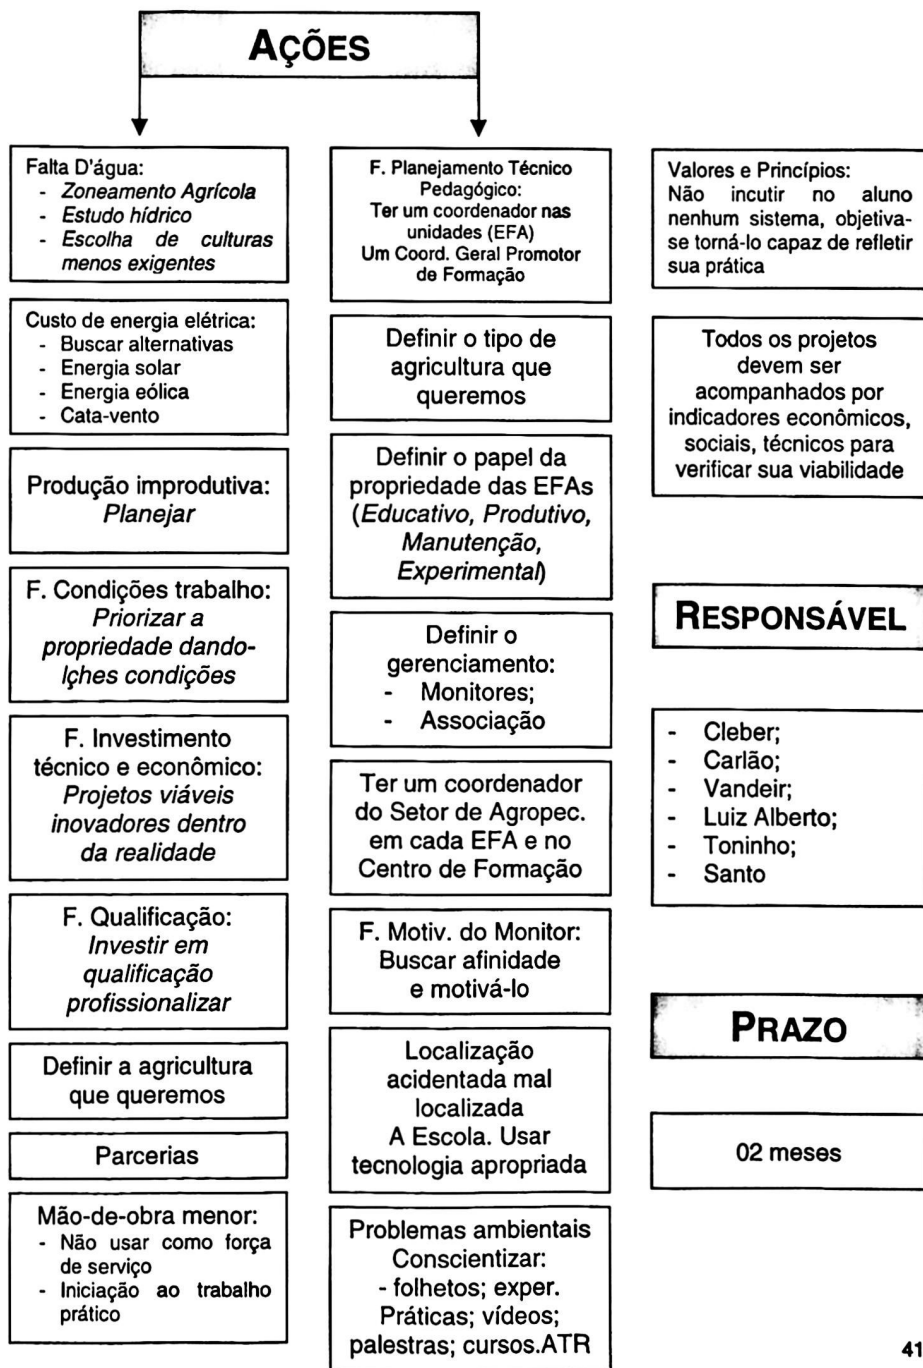 AÇÕES
Falta D'água:
- Zoneamento Agrícola
- Estudo hídrico
- Escolha de culturas
menos exigentes
Custo de energia elétrica:
- Buscar alternativas
- Energia solar
- Energia eólica
- Cata-vento
Produção improdutiva:
Planejar
F. Condições trabalho:
Priorizar a
propriedade dando-
lçhes condições
F. Investimento
técnico e econômico:
Projetos viáveis
inovadores dentro
da realidade
F. Qualificação:
Investir em
qualificação
profissionalizar
Definir a agricultura
que queremos
Parcerias
Mão-de-obra menor:
- Não usar como força
de serviço
- Iniciação ao trabalho
prático
F. Planejamento Técnico
Pedagógico:
Ter um coordenador nas
unidades (EFA)
Um Coord. Geral Promotor
de Formação
Definir o tipo de
agricultura que
queremos
Definir o papel da
propriedade das EFAs
(Educativo, Produtivo,
Manutenção,
Experimental)
Definir o
gerenciamento:
- Monitores;
- Associação
Ter um coordenador
do Setor de Agropec.
em cada EFA e no
Centro de Formação
F. Motiv. do Monitor:
Buscar afinidade
e motivá-lo
Localização
acidentada mal
localizada
A Escola. Usar
tecnologia apropriada
Problemas ambientais
Conscientizar:
- folhetos; exper.
Práticas; vídeos;
palestras; cursos.ATR
Valores e Princípios:
Não incutir no aluno
nenhum sistema, objetiva-
se torná-lo capaz de refletir
sua prática
Todos os projetos
devem ser
acompanhados por
indicadores econômicos,
sociais, técnicos para
verificar sua viabilidade
RESPONSÁVEL
- Cleber;
- Carlão;
- Vandeir;
- Luiz Alberto;
- Toninho;
- Santo
PRAZO
02 meses
41